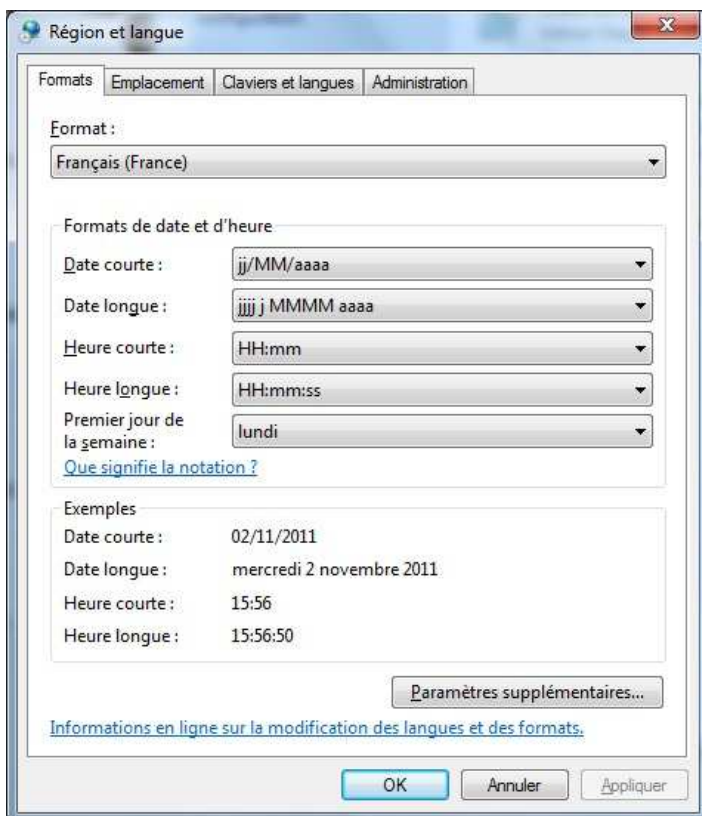 Région et langue
Formats Emplacement Claviers et langues Administration
Format :
Français (France)
Formats de date et d'heure
Date courte : jj/MM/aaaa
Date longue : jjjj j MMMM aaaa
Heure courte : HH:mm
Heure longue : HH:mm:ss
Premier jour de
la semaine : lundi
Que signifie la notation ?
Exemples
Date courte : 02/11/2011
Date longue : mercredi 2 novembre 2011
Heure courte : 15:56
Heure longue : 15:56:50
Paramètres supplémentaires...
Informations en ligne sur la modification des langues et des formats.
OK Annuler Appliquer